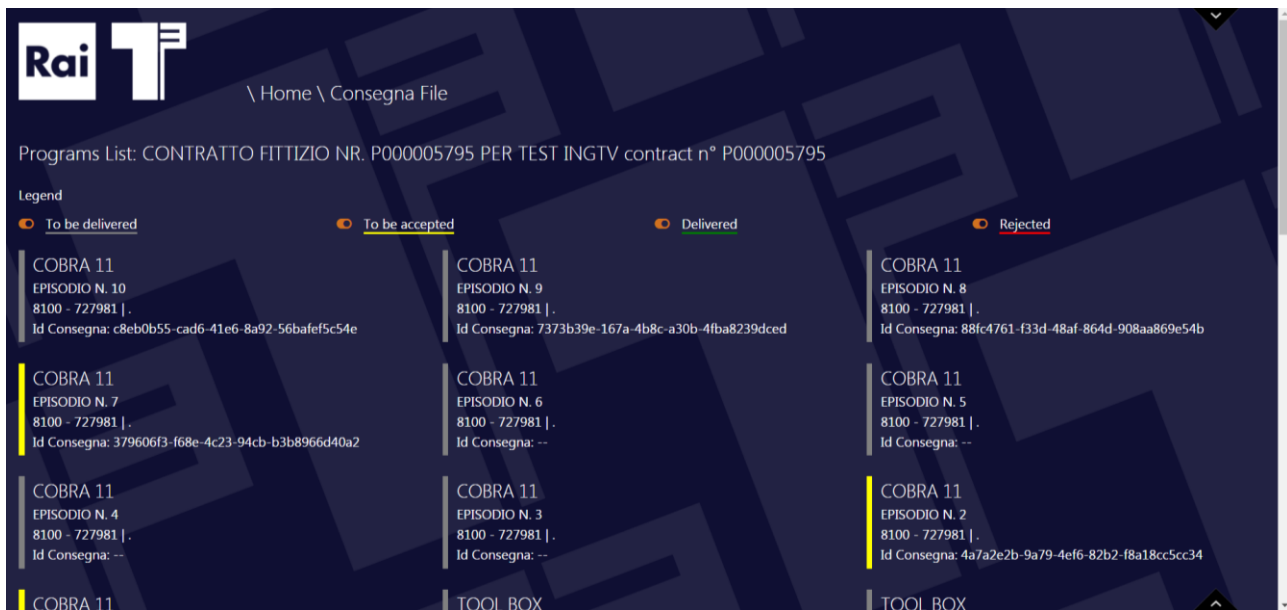 Rai
\ Home \ Consegna File
Programs List: CONTRATTO FITTIZIO NR. P000005795 PER TEST INGTV contract n° P000005795
Legend
To be delivered To be accepted Delivered Rejected
COBRA 11
EPISODIO N. 10
8100 - 727981 | .
Id Consegna: c8eb0b55-cad6-41e6-8a92-56bafef5c54e
COBRA 11
EPISODIO N. 9
8100 - 727981 | .
Id Consegna: 7373b39e-167a-4b8c-a30b-4fba8239dced
COBRA 11
EPISODIO N. 8
8100 - 727981 | .
Id Consegna: 88fc4761-f33d-48af-864d-908aa869e54b
COBRA 11
EPISODIO N. 7
8100 - 727981 | .
Id Consegna: 379606f3-f68e-4c23-94cb-b3b8966d40a2
COBRA 11
EPISODIO N. 6
8100 - 727981 | .
Id Consegna: --
COBRA 11
EPISODIO N. 5
8100 - 727981 | .
Id Consegna: --
COBRA 11
EPISODIO N. 4
8100 - 727981 | .
Id Consegna: --
COBRA 11
EPISODIO N. 3
8100 - 727981 | .
Id Consegna: --
COBRA 11
EPISODIO N. 2
8100 - 727981 | .
Id Consegna: 4a7a2e2b-9a79-4ef6-82b2-f8a18cc5cc34
COBRA 11
TOOL BOX
TOOL BOX